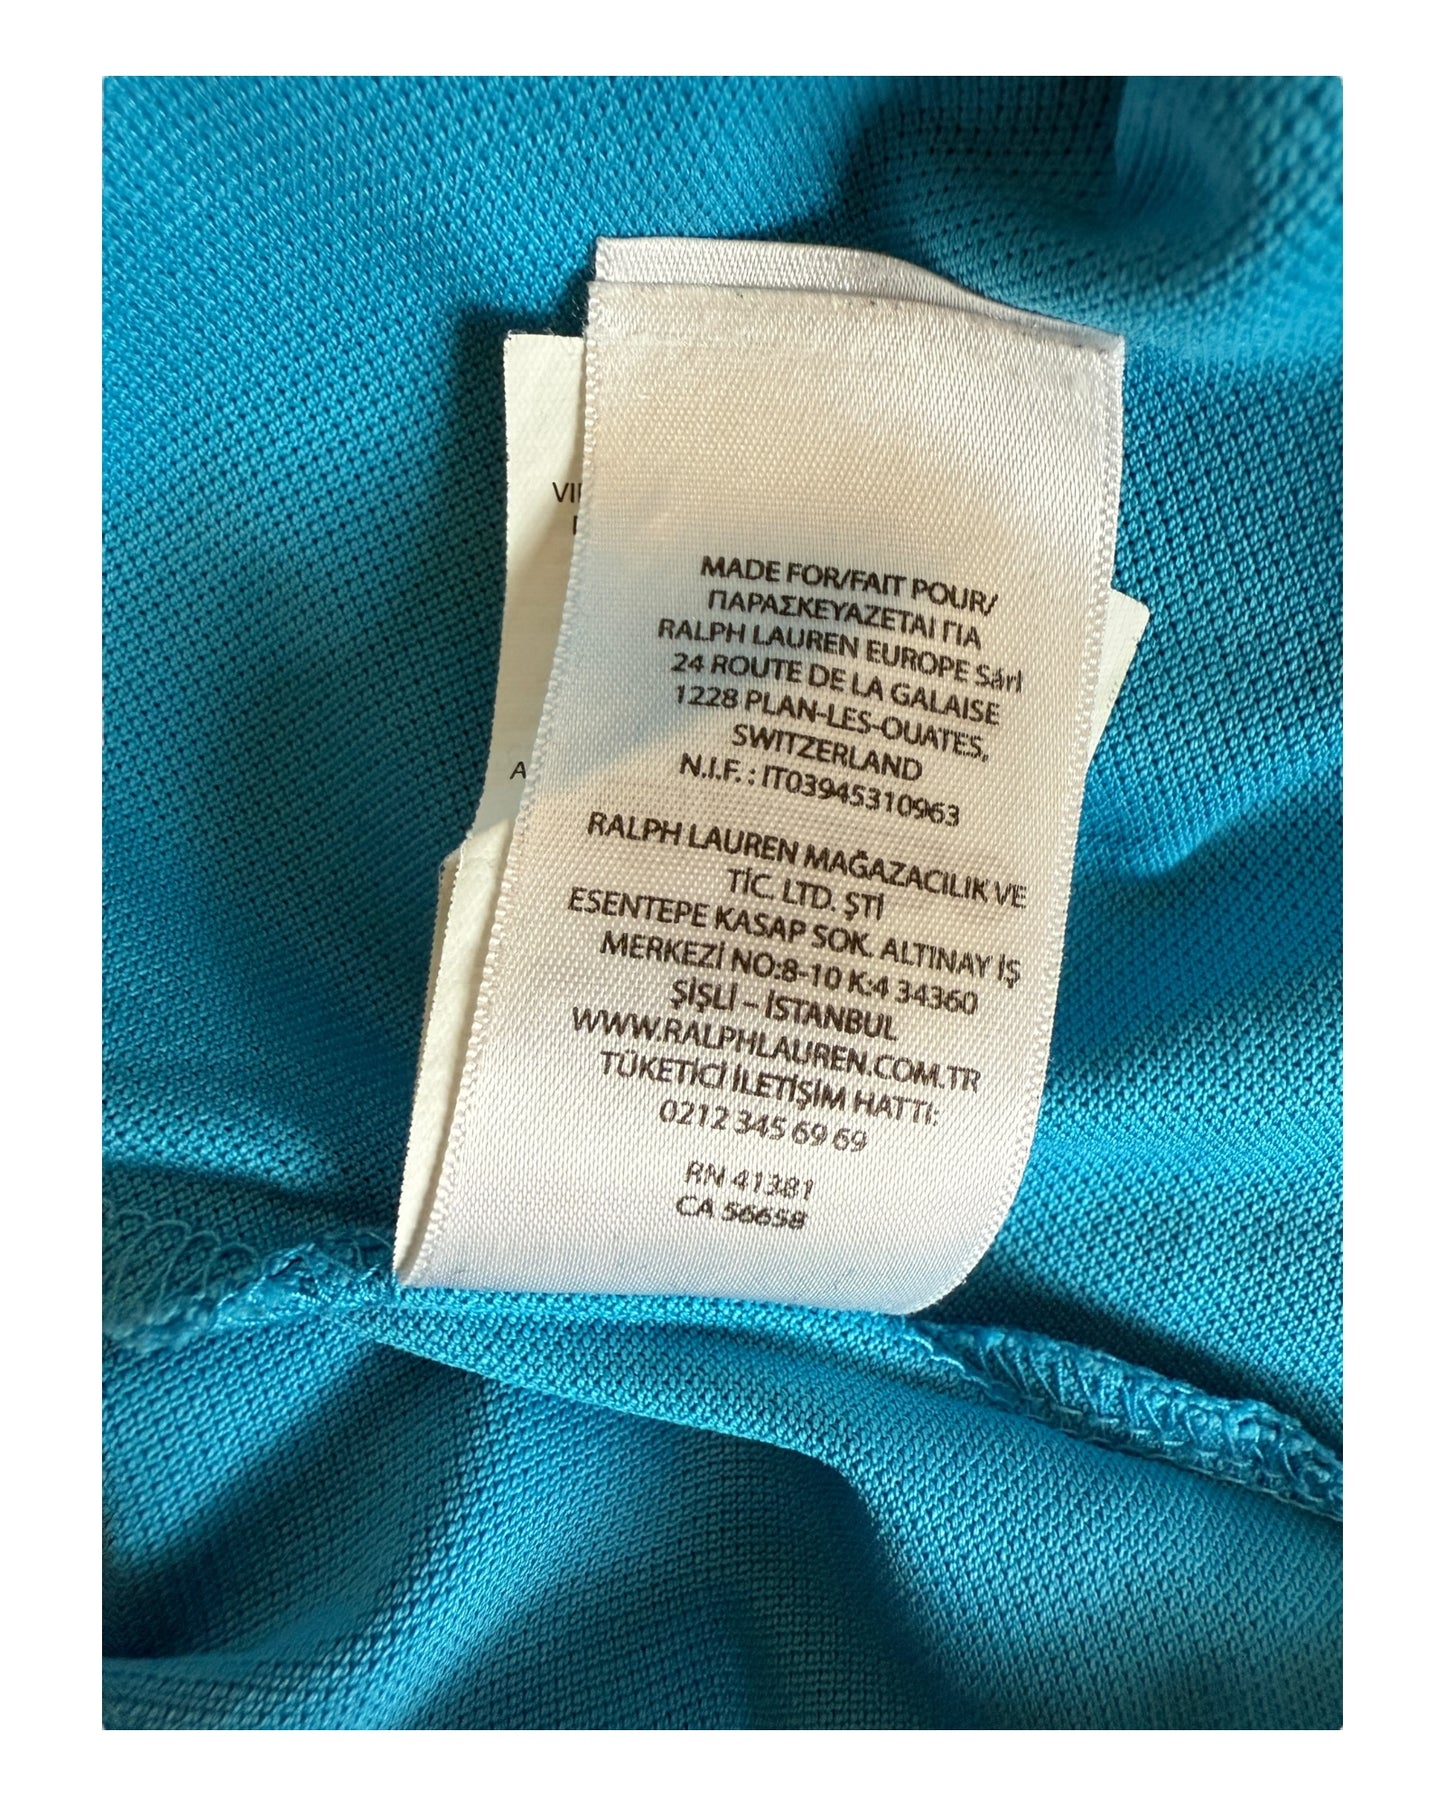 MADE FOR/FAIT POUR/
ΠΑΡΑΣΚΕΥΑΖΕΤΑΙ ΓΙΑ
RALPH LAUREN EUROPE Sárl
24 ROUTE DE LA GALAISE
1228 PLAN-LES-OUATES,
SWITZERLAND
N.I.F. : IT03945310963
RALPH LAUREN MAĞAZACILIK VE
TİC. LTD. ŞTİ
ESENTEPE KASAP SOK. ALTINAY İŞ
MERKEZİ NO:8-10 K:4 34360
ŞİŞLİ – İSTANBUL
WWW.RALPHLAUREN.COM.TR
TÜKETİCİ İLETİŞİM HATTI:
0212 345 69 69
RN 41381
CA 56658